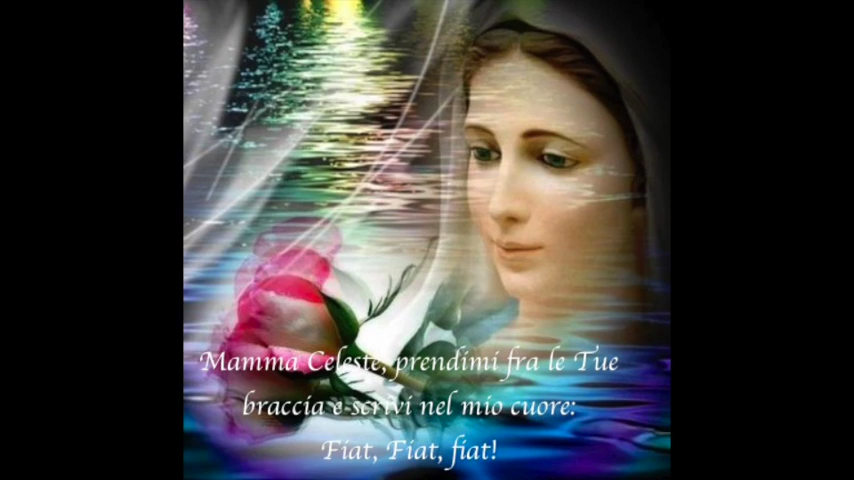 Mamma Celeste, prendimi fra le Tue
braccia e scrivi nel mio cuore:
Fiat, Fiat, fiat!